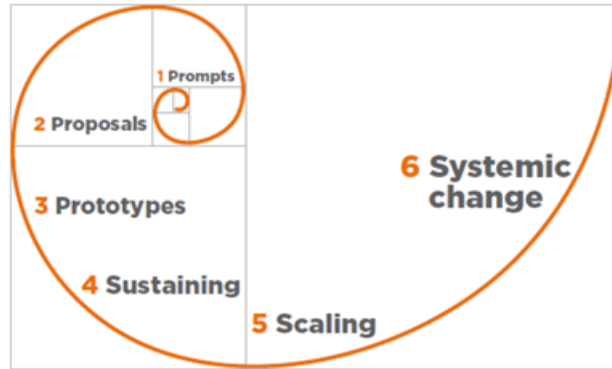 1 Prompts
2 Proposals
3 Prototypes
4 Sustaining
5 Scaling
6 Systemic
change